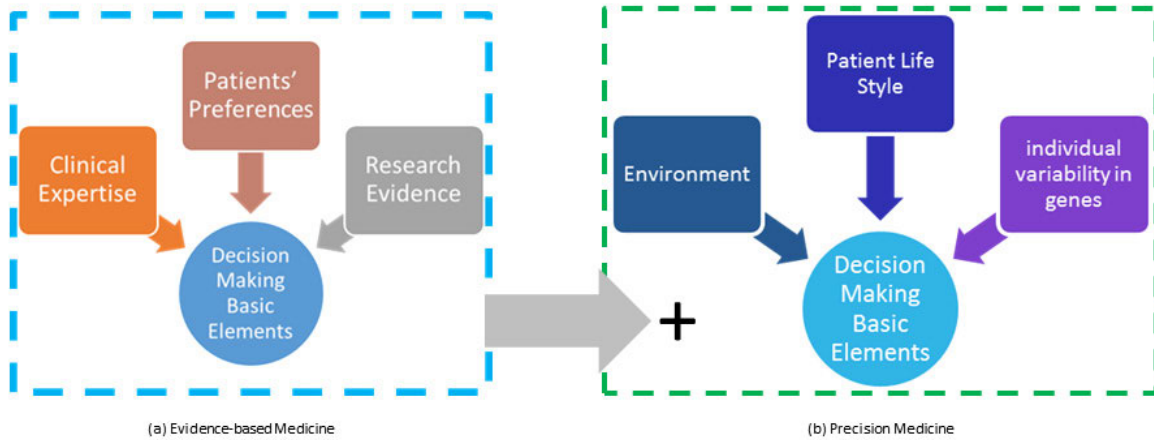 Patients'
Preferences
Clinical
Expertise
Research
Evidence
Decision
Making
Basic
Elements
(a) Evidence-based Medicine
+
Patient Life
Style
Environment
individual
variability in
genes
Decision
Making
Basic
Elements
(b) Precision Medicine